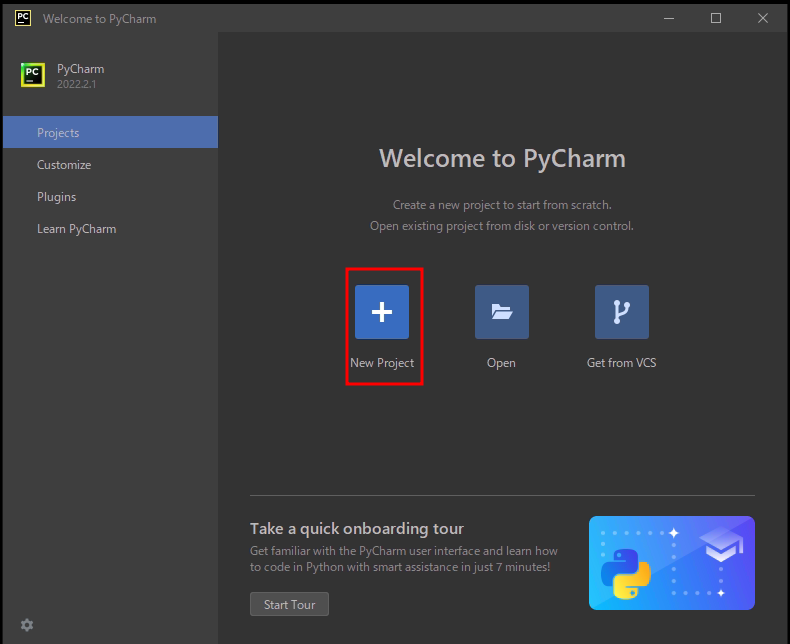 PC Welcome to PyCharm
PC
PyCharm
2022.2.1
Projects
Customize
Plugins
Learn PyCharm
Welcome to PyCharm
Create a new project to start from scratch.
Open existing project from disk or version control.
New Project
Open
Get from VCS
Take a quick onboarding tour
Get familiar with the PyCharm user interface and learn how
to code in Python with smart assistance in just 7 minutes!
Start Tour